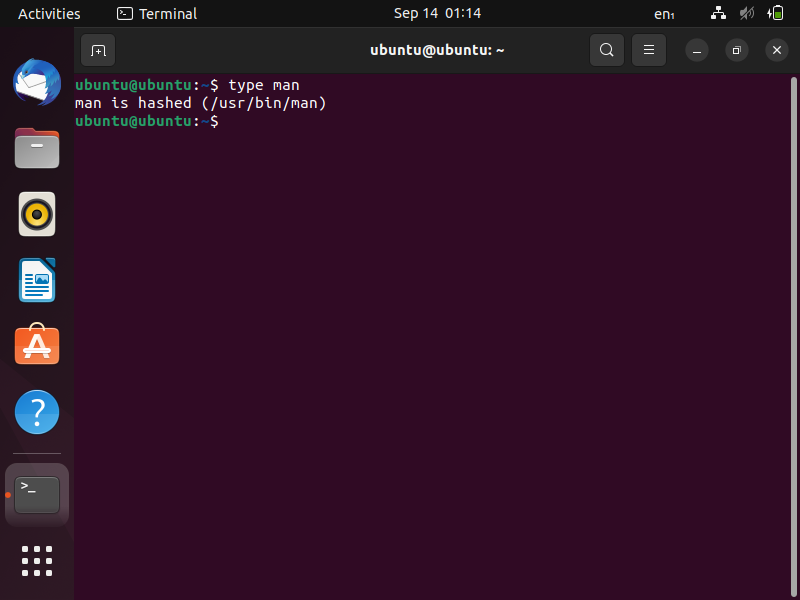 Activities
Terminal
Sep 14 01:14
en₁
ubuntu@ubuntu: ~
ubuntu@ubuntu:~$ type man
man is hashed (/usr/bin/man)
ubuntu@ubuntu:~$